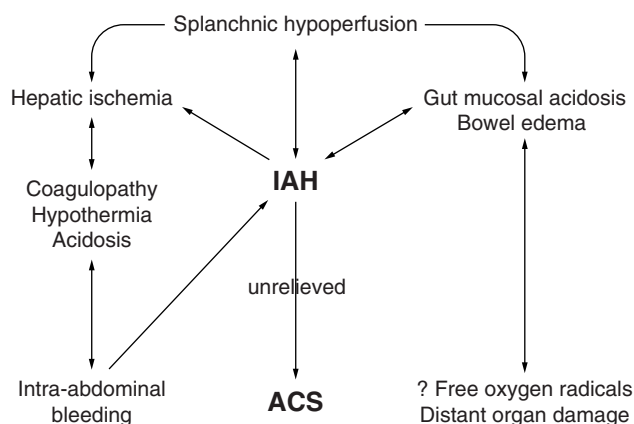 Splanchnic hypoperfusion
Hepatic ischemia
Gut mucosal acidosis
Bowel edema
IAH
Coagulopathy
Hypothermia
Acidosis
unrelieved
Intra-abdominal
bleeding
ACS
? Free oxygen radicals
Distant organ damage